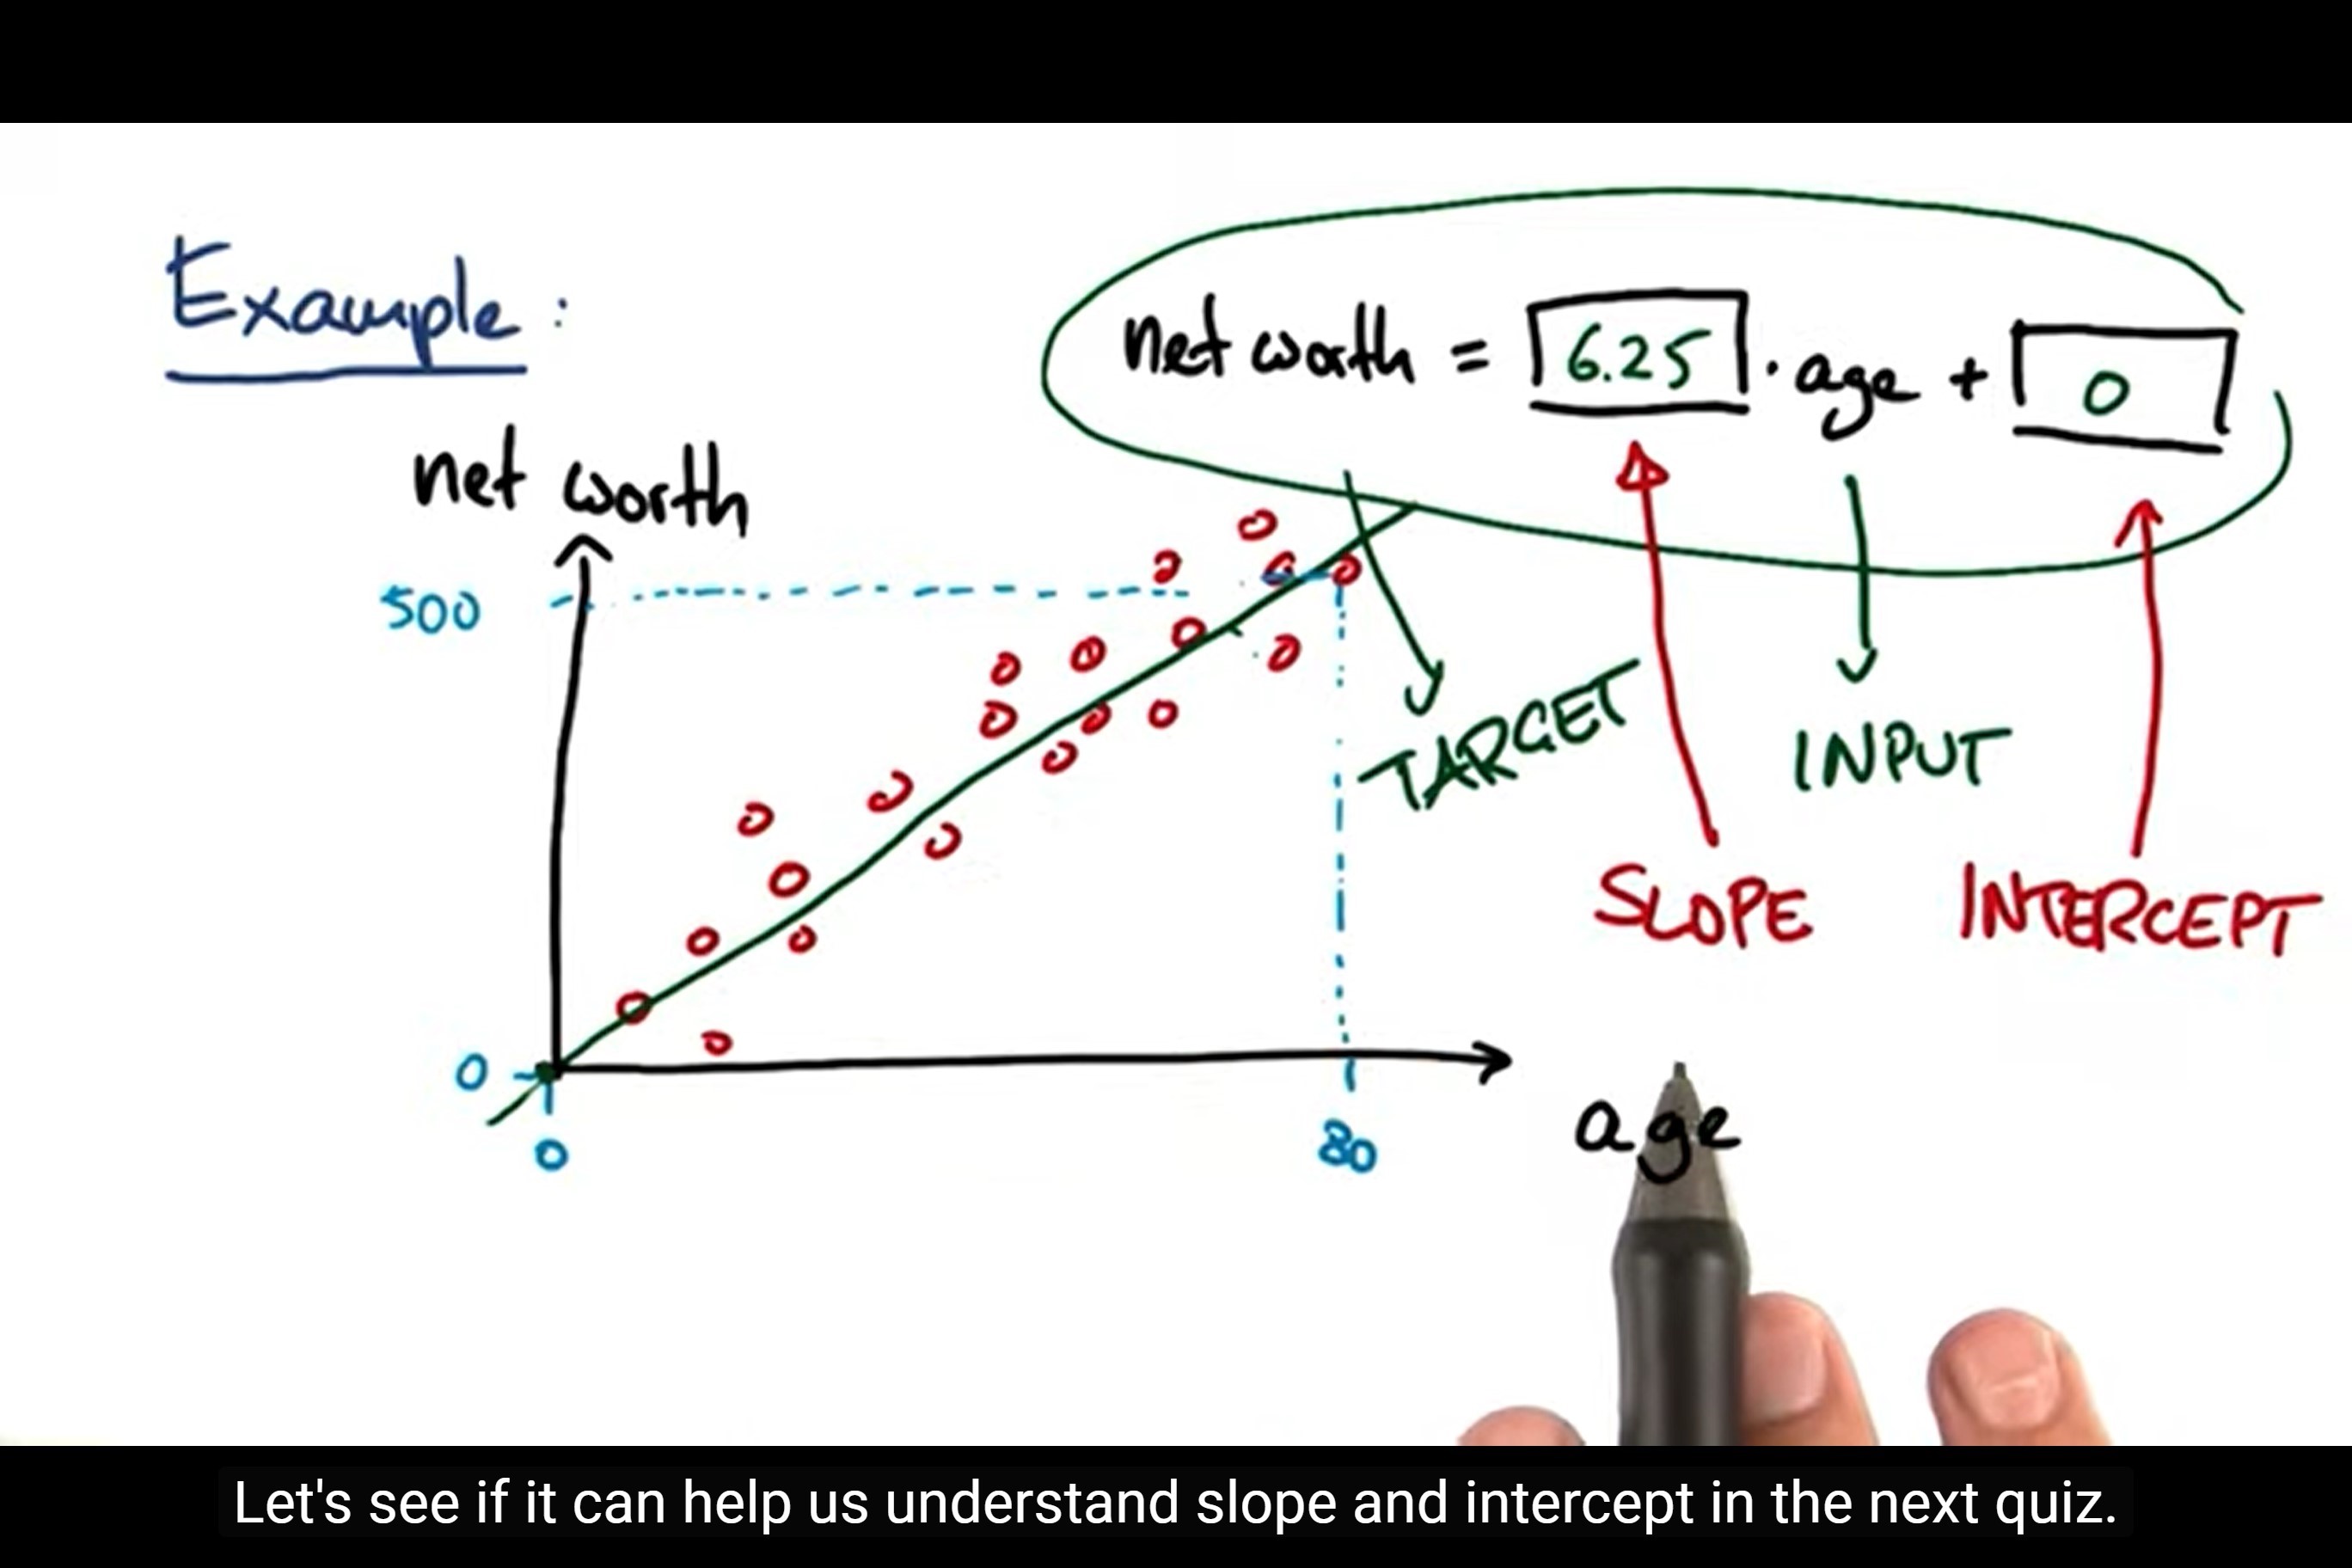 Example:
net worth = 6.25 · age + 0
net worth
500
TARGET
INPUT
SLOPE
INTERCEPT
0
0
80
age
Let's see if it can help us understand slope and intercept in the next quiz.